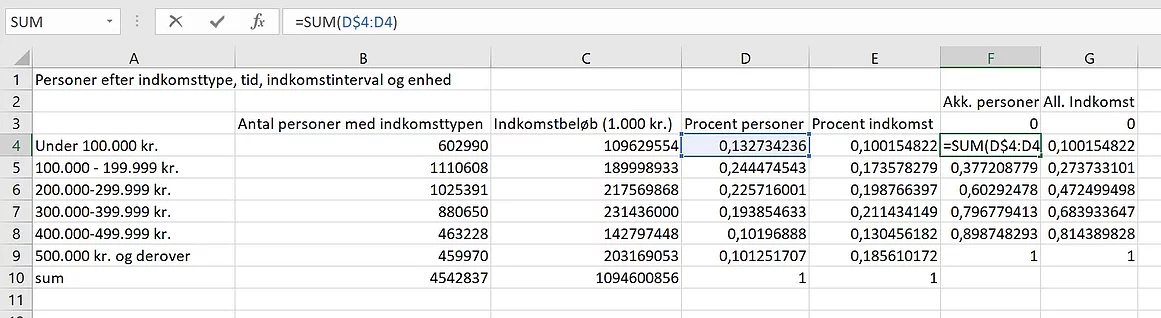 SUM =SUM(D$4:D4)
A B C D E F G
1 Personer efter indkomsttype, tid, indkomstinterval og enhed
2 Akk. personer All. Indkomst
3 Antal personer med indkomsttypen Indkomstbeløb (1.000 kr.) Procent personer Procent indkomst 0 0
4 Under 100.000 kr. 602990 109629554 0,132734236 0,100154822 =SUM(D$4:D4 0,100154822
5 100.000 - 199.999 kr. 1110608 189998933 0,244474543 0,173578279 0,377208779 0,273733101
6 200.000-299.999 kr. 1025391 217569868 0,225716001 0,198766397 0,60292478 0,472499498
7 300.000-399.999 kr. 880650 231436000 0,193854633 0,211434149 0,796779413 0,683933647
8 400.000-499.999 kr. 463228 142797448 0,10196888 0,130456182 0,898748293 0,814389828
9 500.000 kr. og derover 459970 203169053 0,101251707 0,185610172 1 1
10 sum 4542837 1094600856 1 1
11